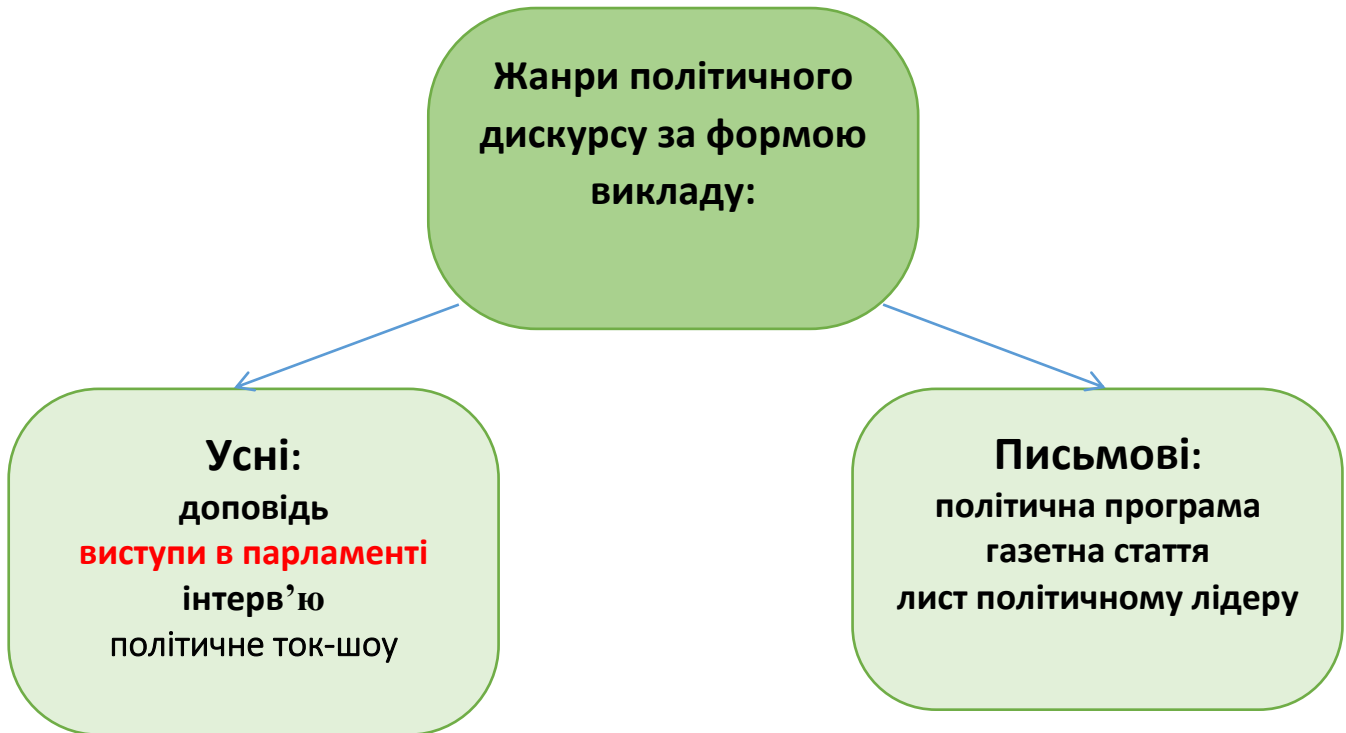 Жанри політичного
дискурсу за формою
викладу:
Усні:
доповідь
виступи в парламенті
інтерв’ю
політичне ток-шоу
Письмові:
політична програма
газетна стаття
лист політичному лідеру